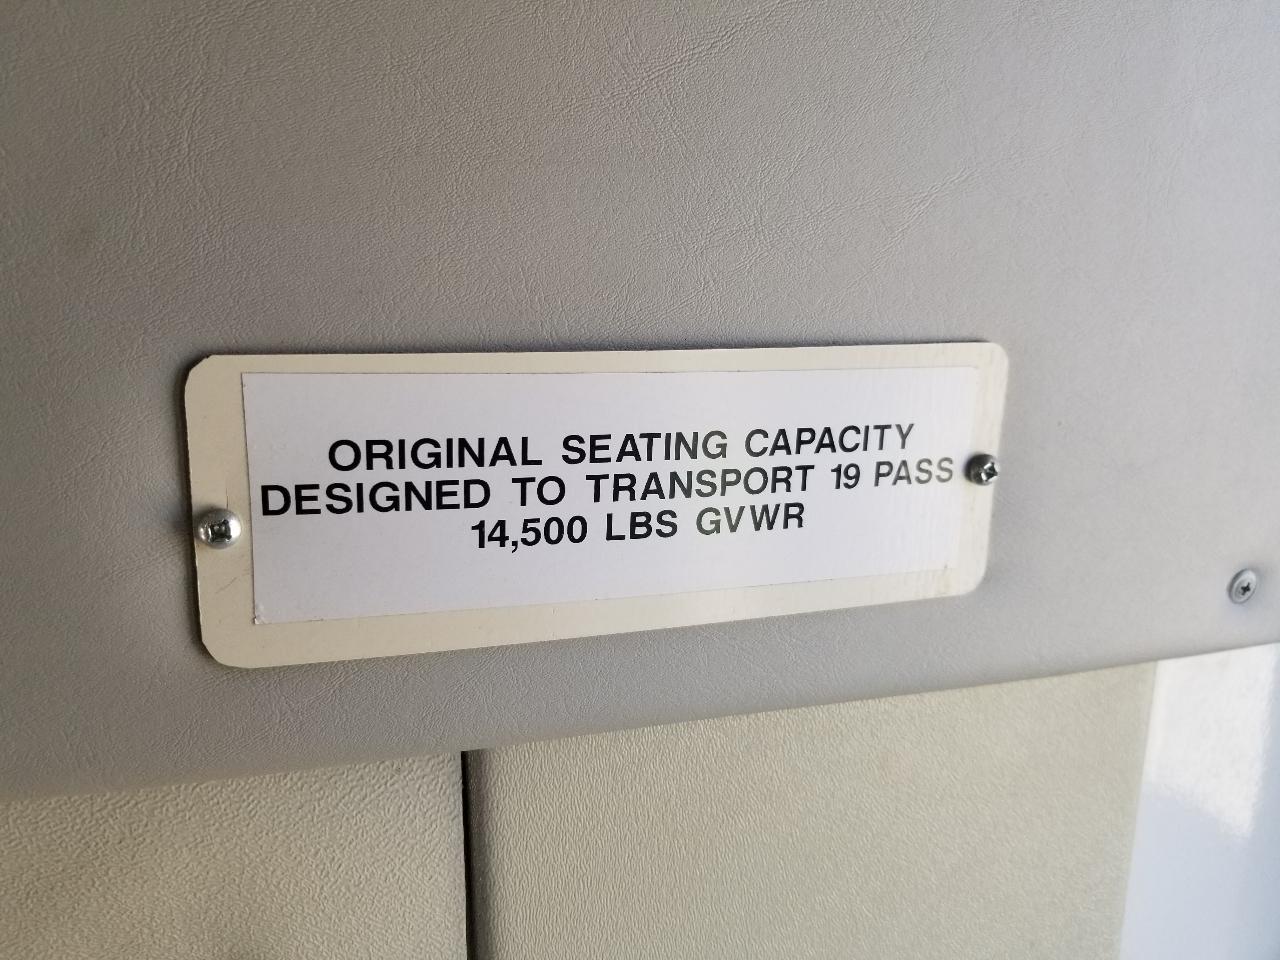 ORIGINAL SEATING CAPACITY
DESIGNED TO TRANSPORT 19 PASS
14,500 LBS GVWR